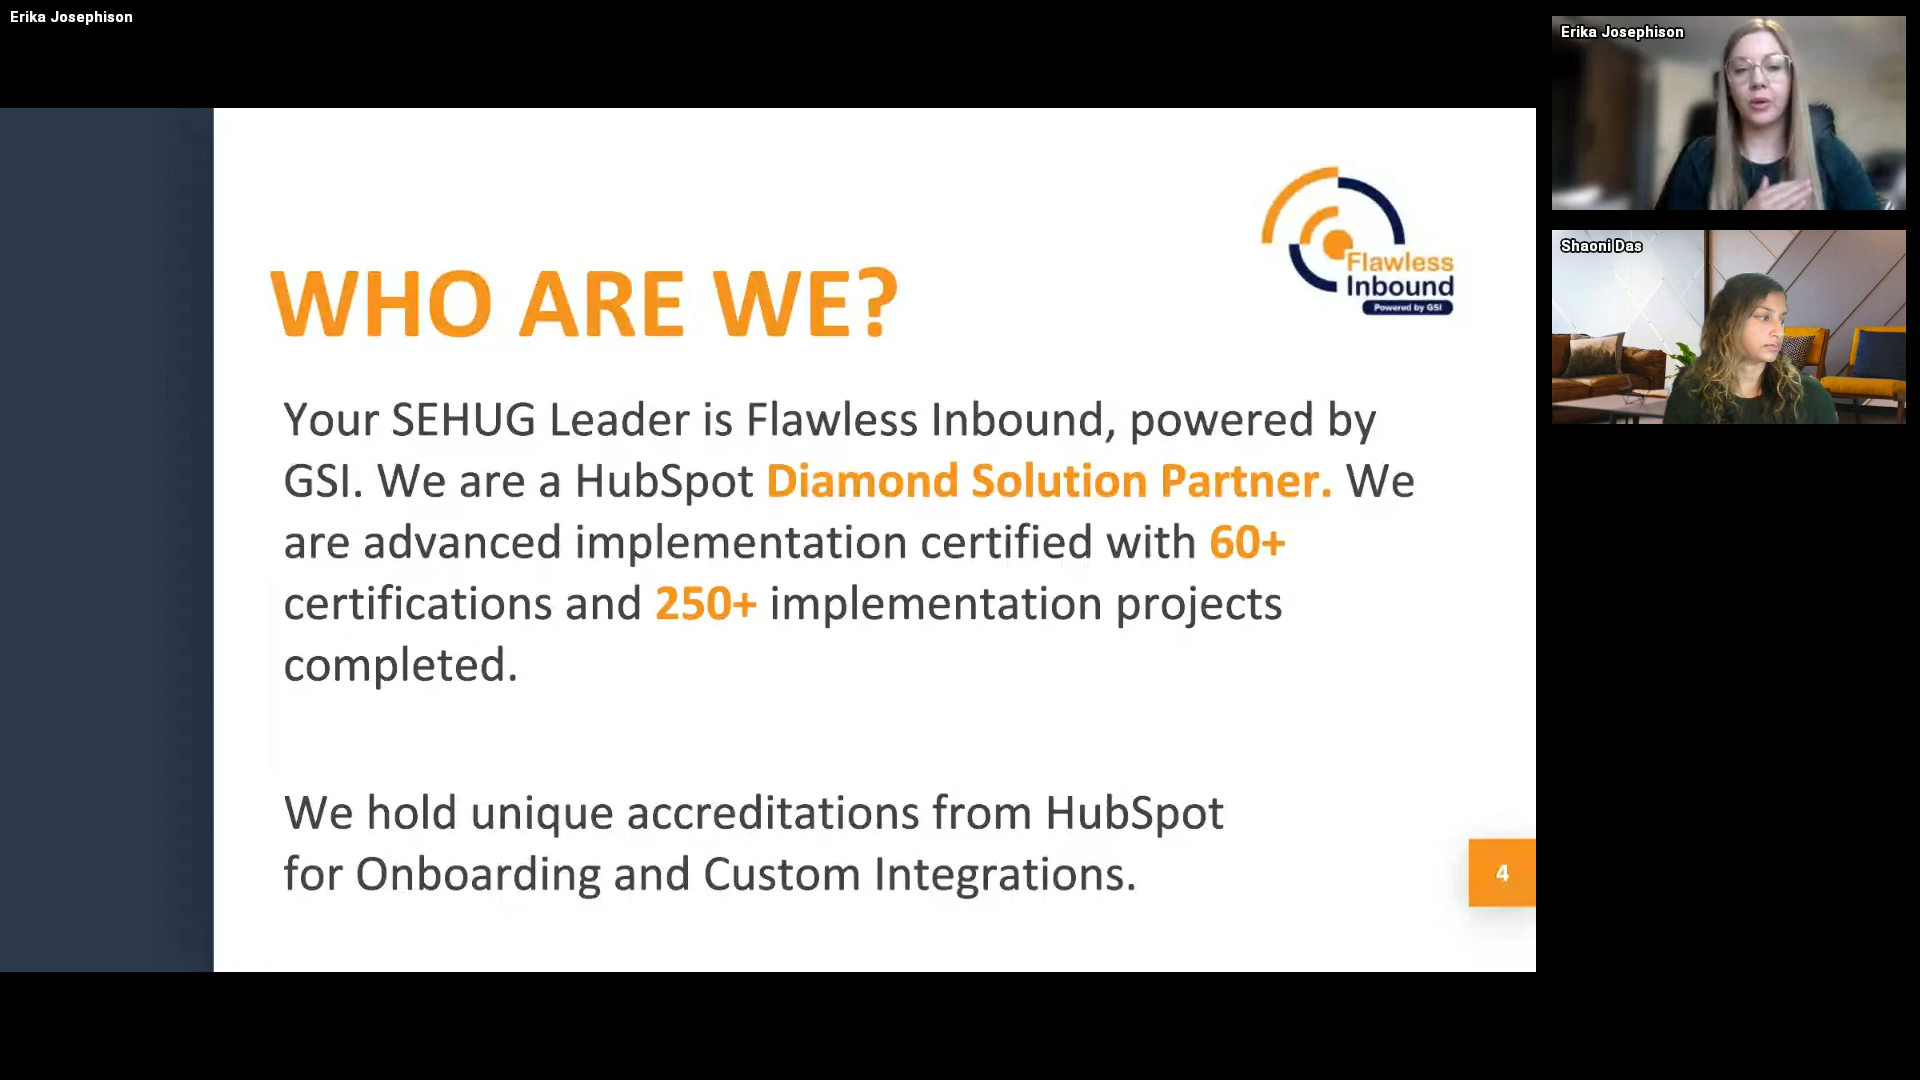 Erika Josephison
Erika Josephison
Shaoni Das
Flawless
Inbound
Powered by GSI
WHO ARE WE?
Your SEHUG Leader is Flawless Inbound, powered by
GSI. We are a HubSpot Diamond Solution Partner. We
are advanced implementation certified with 60+
certifications and 250+ implementation projects
completed.
We hold unique accreditations from HubSpot
for Onboarding and Custom Integrations.
4